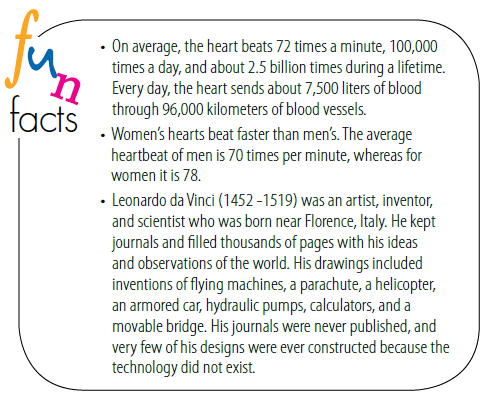 fun
facts
• On average, the heart beats 72 times a minute, 100,000
times a day, and about 2.5 billion times during a lifetime.
Every day, the heart sends about 7,500 liters of blood
through 96,000 kilometers of blood vessels.
• Women's hearts beat faster than men's. The average
heartbeat of men is 70 times per minute, whereas for
women it is 78.
• Leonardo da Vinci (1452 -1519) was an artist, inventor,
and scientist who was born near Florence, Italy. He kept
journals and filled thousands of pages with his ideas
and observations of the world. His drawings included
inventions of flying machines, a parachute, a helicopter,
an armored car, hydraulic pumps, calculators, and a
movable bridge. His journals were never published, and
very few of his designs were ever constructed because the
technology did not exist.